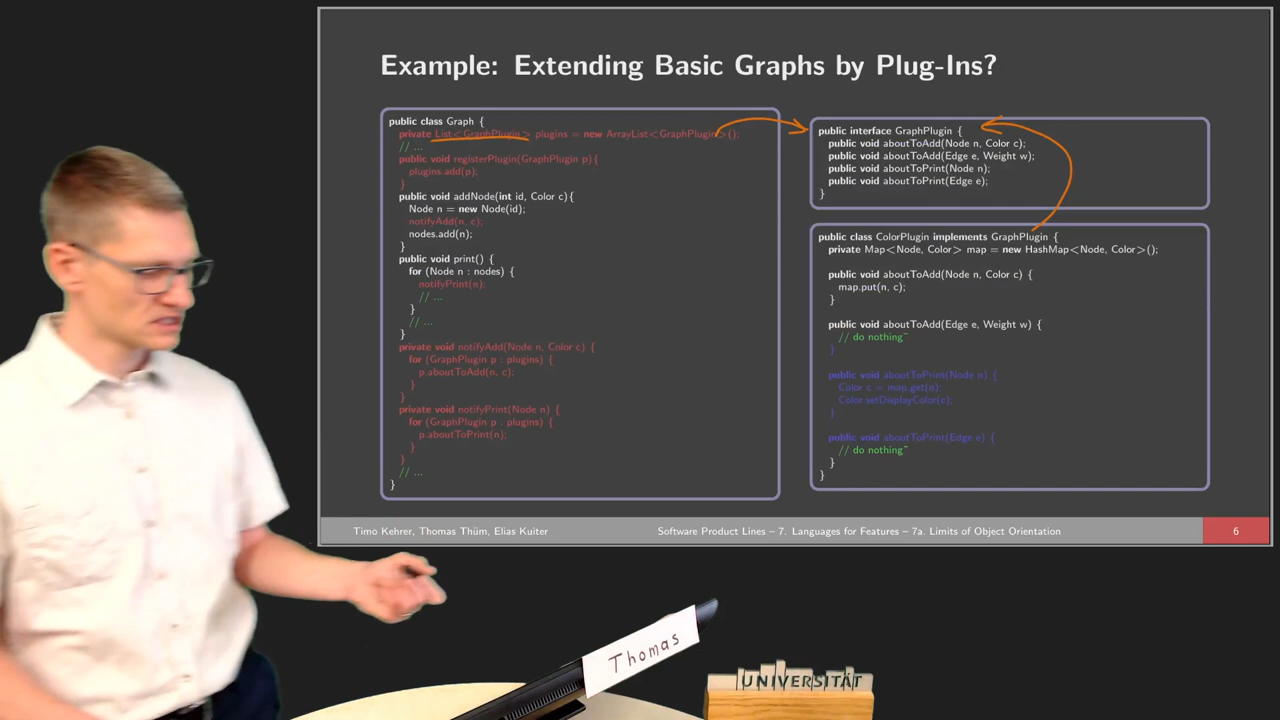 Example: Extending Basic Graphs by Plug-Ins?
public class Graph {
private List<GraphPlugin> plugins = new ArrayList<GraphPlugin>();
// ...
public void registerPlugin(GraphPlugin p){
plugins.add(p);
}
public void addNode(int id, Color c){
Node n = new Node(id);
notifyAdd(n, c);
nodes.add(n);
}
public void print() {
for (Node n : nodes) {
notifyPrint(n);
// ...
}
// ...
}
private void notifyAdd(Node n, Color c) {
for (GraphPlugin p : plugins) {
p.aboutToAdd(n, c);
}
}
private void notifyPrint(Node n) {
for (GraphPlugin p : plugins) {
p.aboutToPrint(n);
}
}
// ...
}
public interface GraphPlugin {
public void aboutToAdd(Node n, Color c);
public void aboutToAdd(Edge e, Weight w);
public void aboutToPrint(Node n);
public void aboutToPrint(Edge e);
}
public class ColorPlugin implements GraphPlugin {
private Map<Node, Color> map = new HashMap<Node, Color>();
public void aboutToAdd(Node n, Color c) {
map.put(n, c);
}
public void aboutToAdd(Edge e, Weight w) {
// do nothing~
}
public void aboutToPrint(Node n) {
Color c = map.get(n);
Color.setDisplayColor(c);
}
public void aboutToPrint(Edge e) {
// do nothing~
}
}
Timo Kehrer, Thomas Thüm, Elias Kuiter
Software Product Lines – 7. Languages for Features – 7a. Limits of Object Orientation
6
Thomas
UNIVERSITÄT